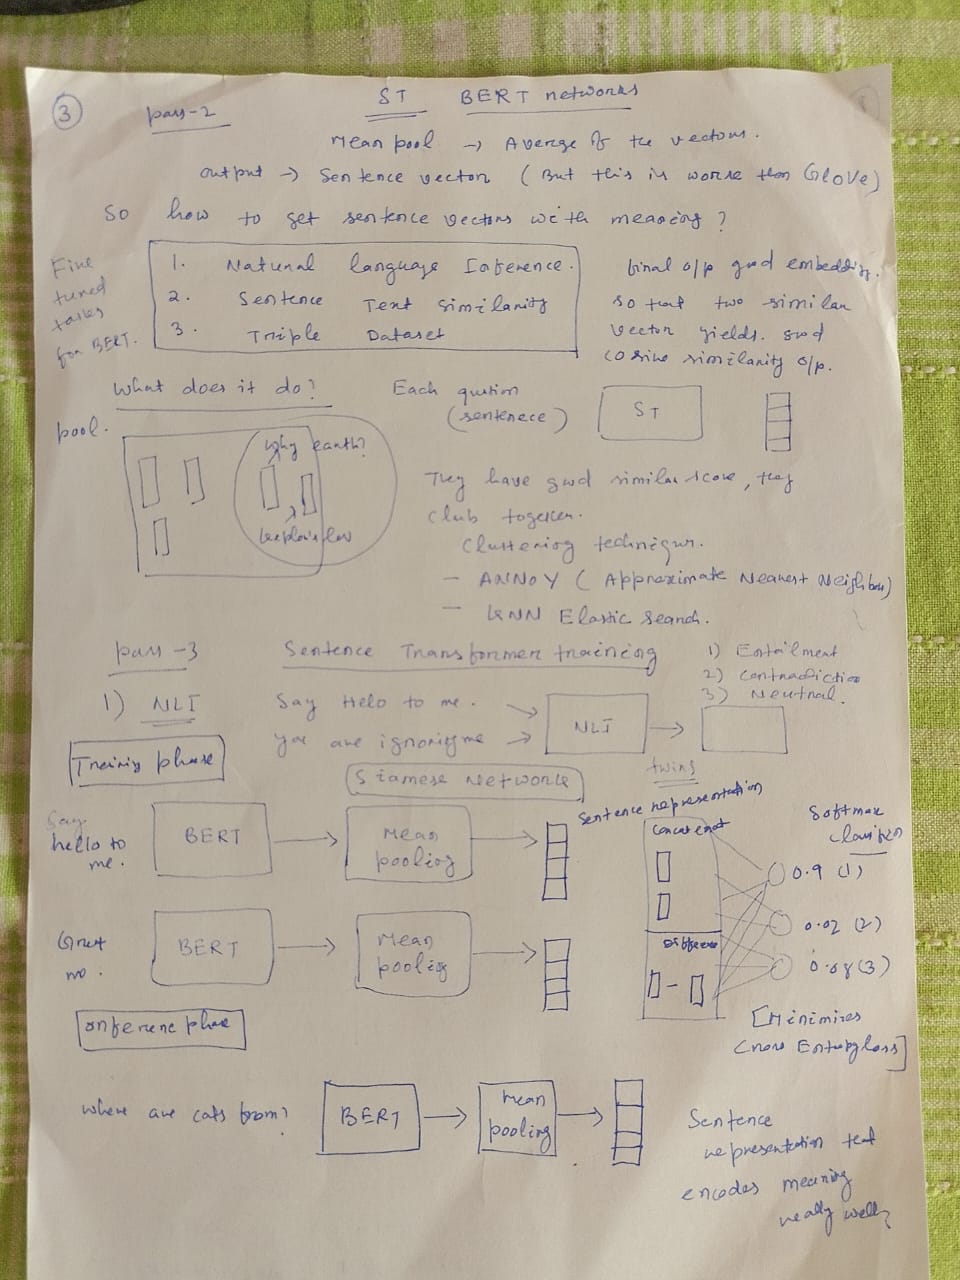 3
pass-2
ST BERT networks
Mean pool → Average of the vectors.
output → Sentence vector (But this is worse than GloVe)
So how to get sentence vectors with meaning?
Fine
tuned
tasks
for BERT.
1. Natural language Inference.
2. Sentence Text similarity
3. Triple Dataset
final o/p good embedding.
so that two similar
vector yields good
cosine similarity o/p.
What does it do?
Each
(sentenece)
ST
pool.
Why earth?
kepler's law
They have good similar score, they
club together.
Clustering technique.
- ANNOY (Approximate Nearest Neighbour)
- KNN Elastic Search.
pass-3
Sentence Transformer training
1) Entailment
2) Contradiction
3) Neutral.
1) NLI
Say Hello to me.
You are ignoring me
NLI
Training phase
Siamese Network
twins
Say
hello to
me.
BERT
Mean
pooling
Sentence representation
Concatenat
Softmax
0.9 (1)
0.02 (2)
0.08 (3)
BERT
Mean
pooling
Difference
[Minimizes
Cross Entropy loss]
Inference phase
Where are cats from?
BERT
Mean
pooling
Sentence
representation that
encodes meaning
really well